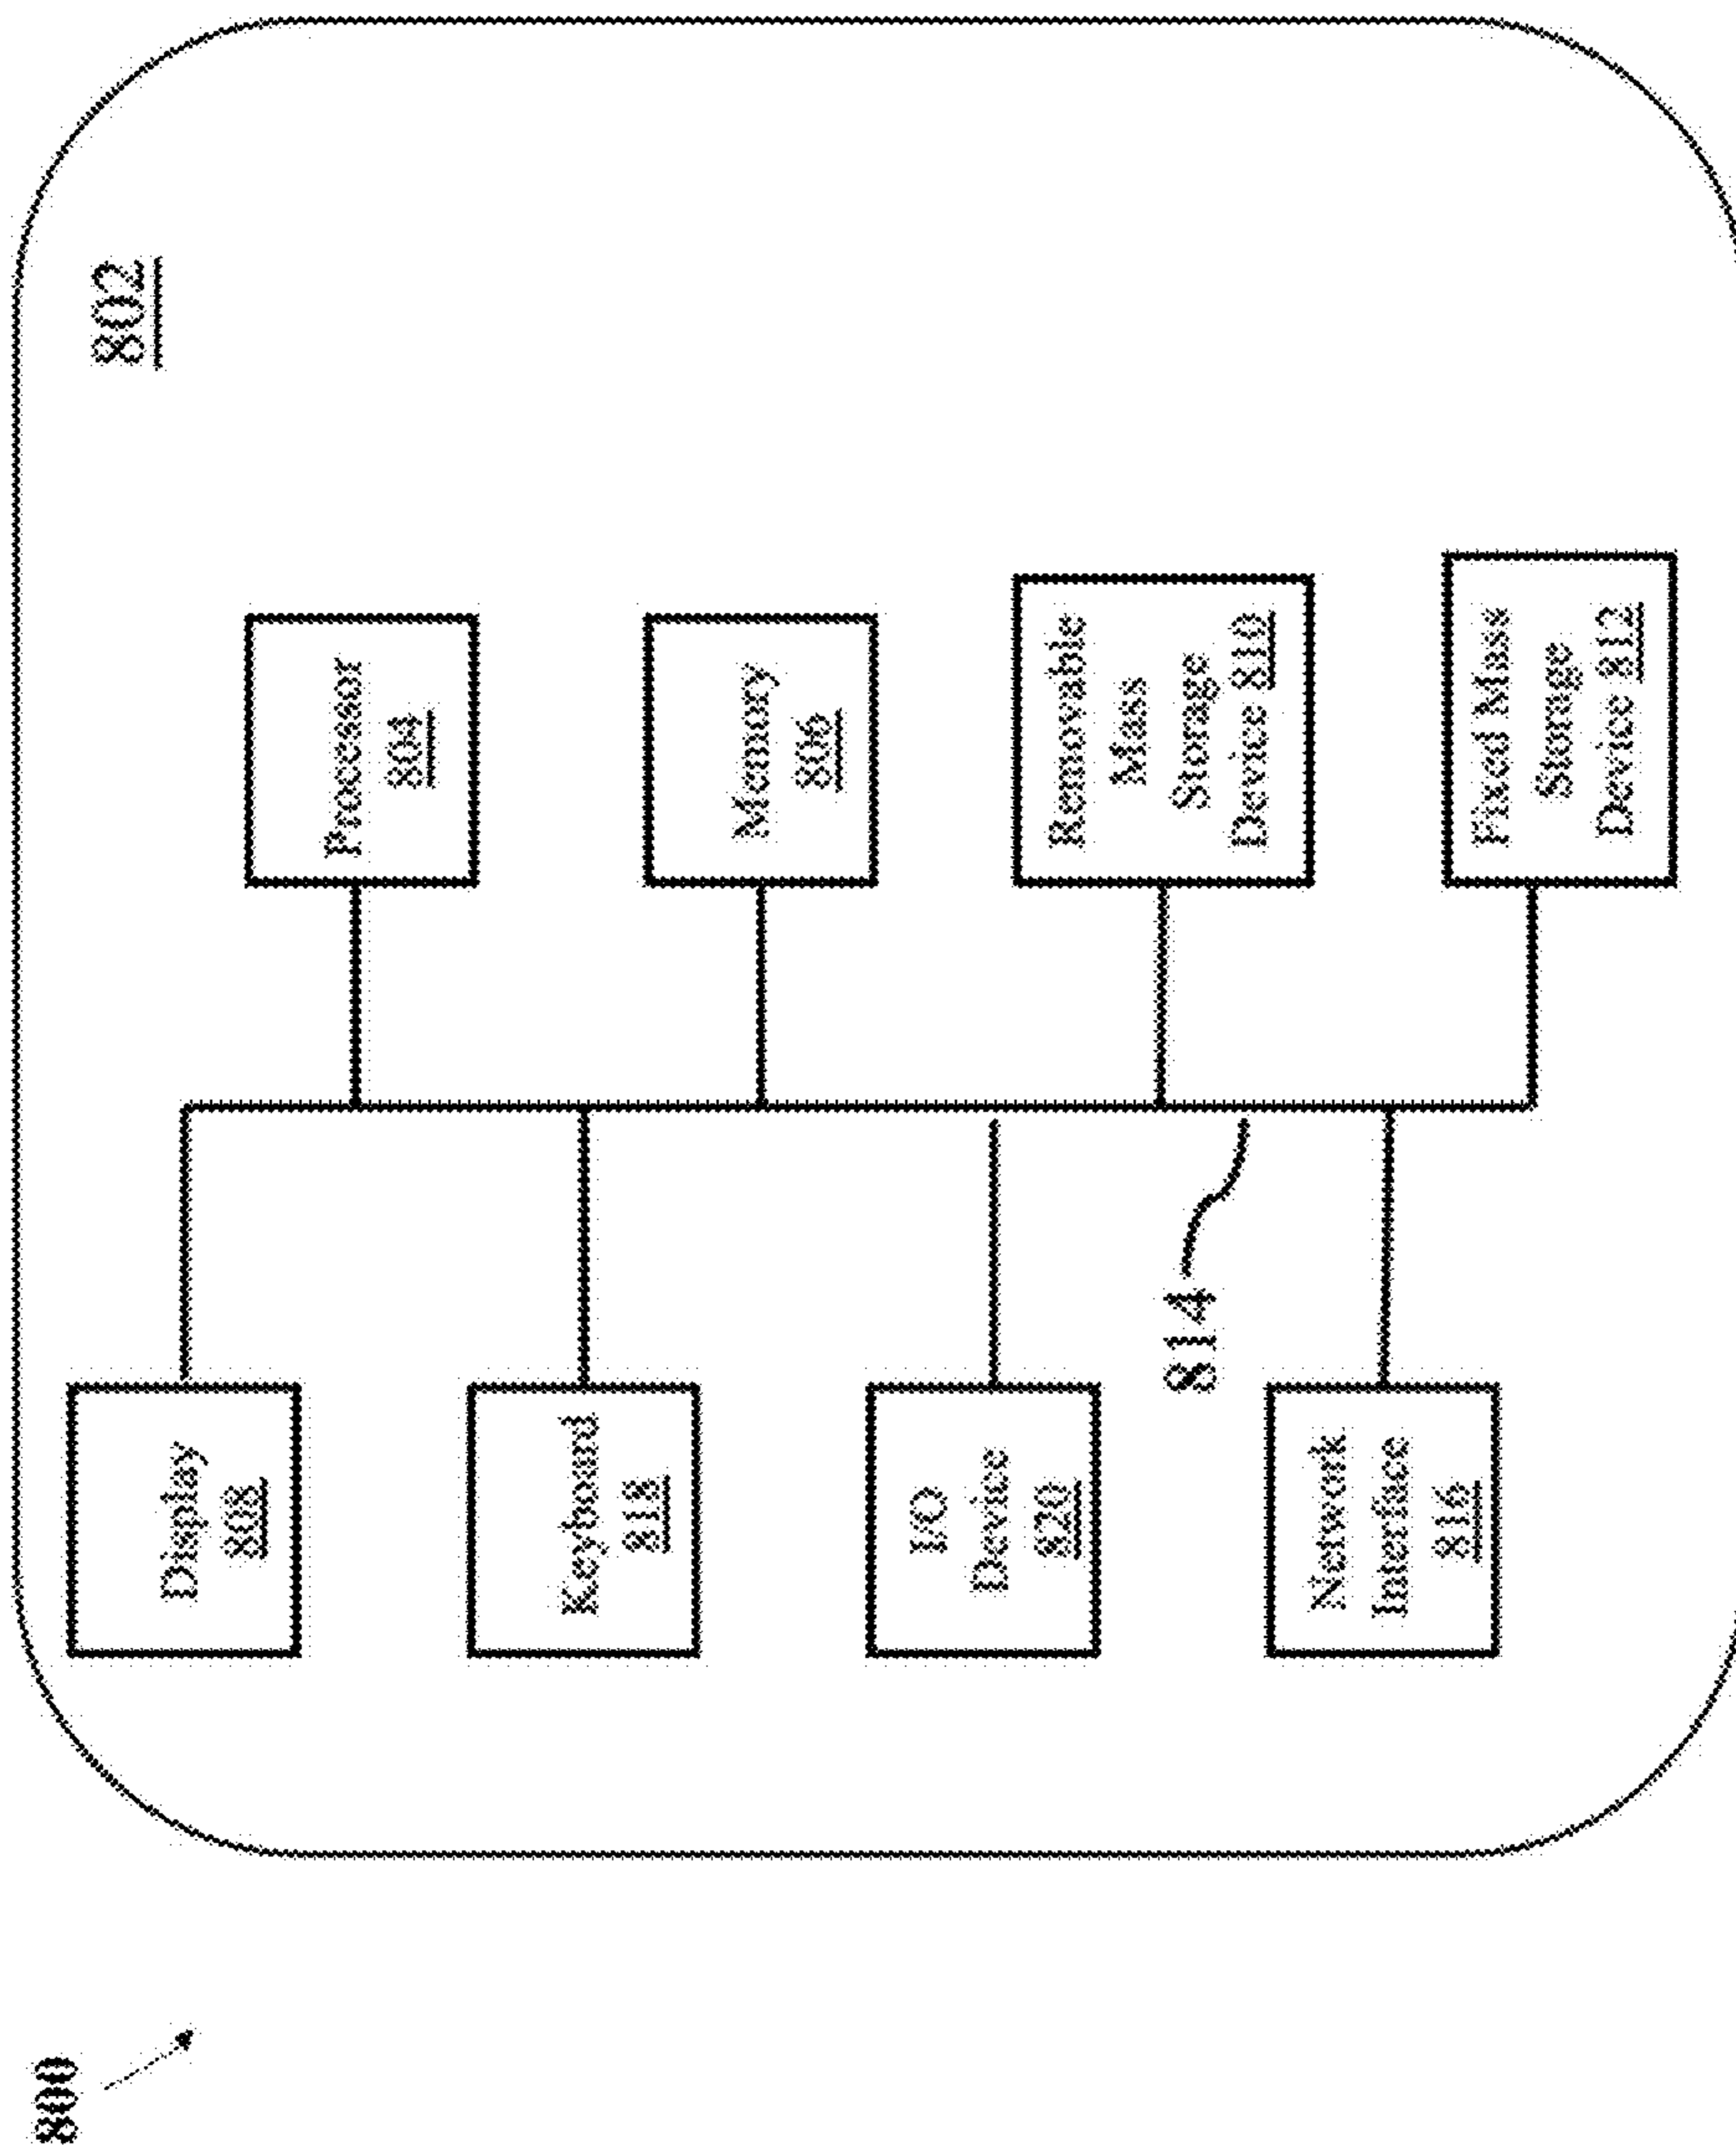 800
802
Display
808
Processor
804
Keyboard
818
Memory
806
I/O
Device
820
814
Removable
Mass
Storage
Device 810
Network
Interface
816
Fixed Mass
Storage
Device 812